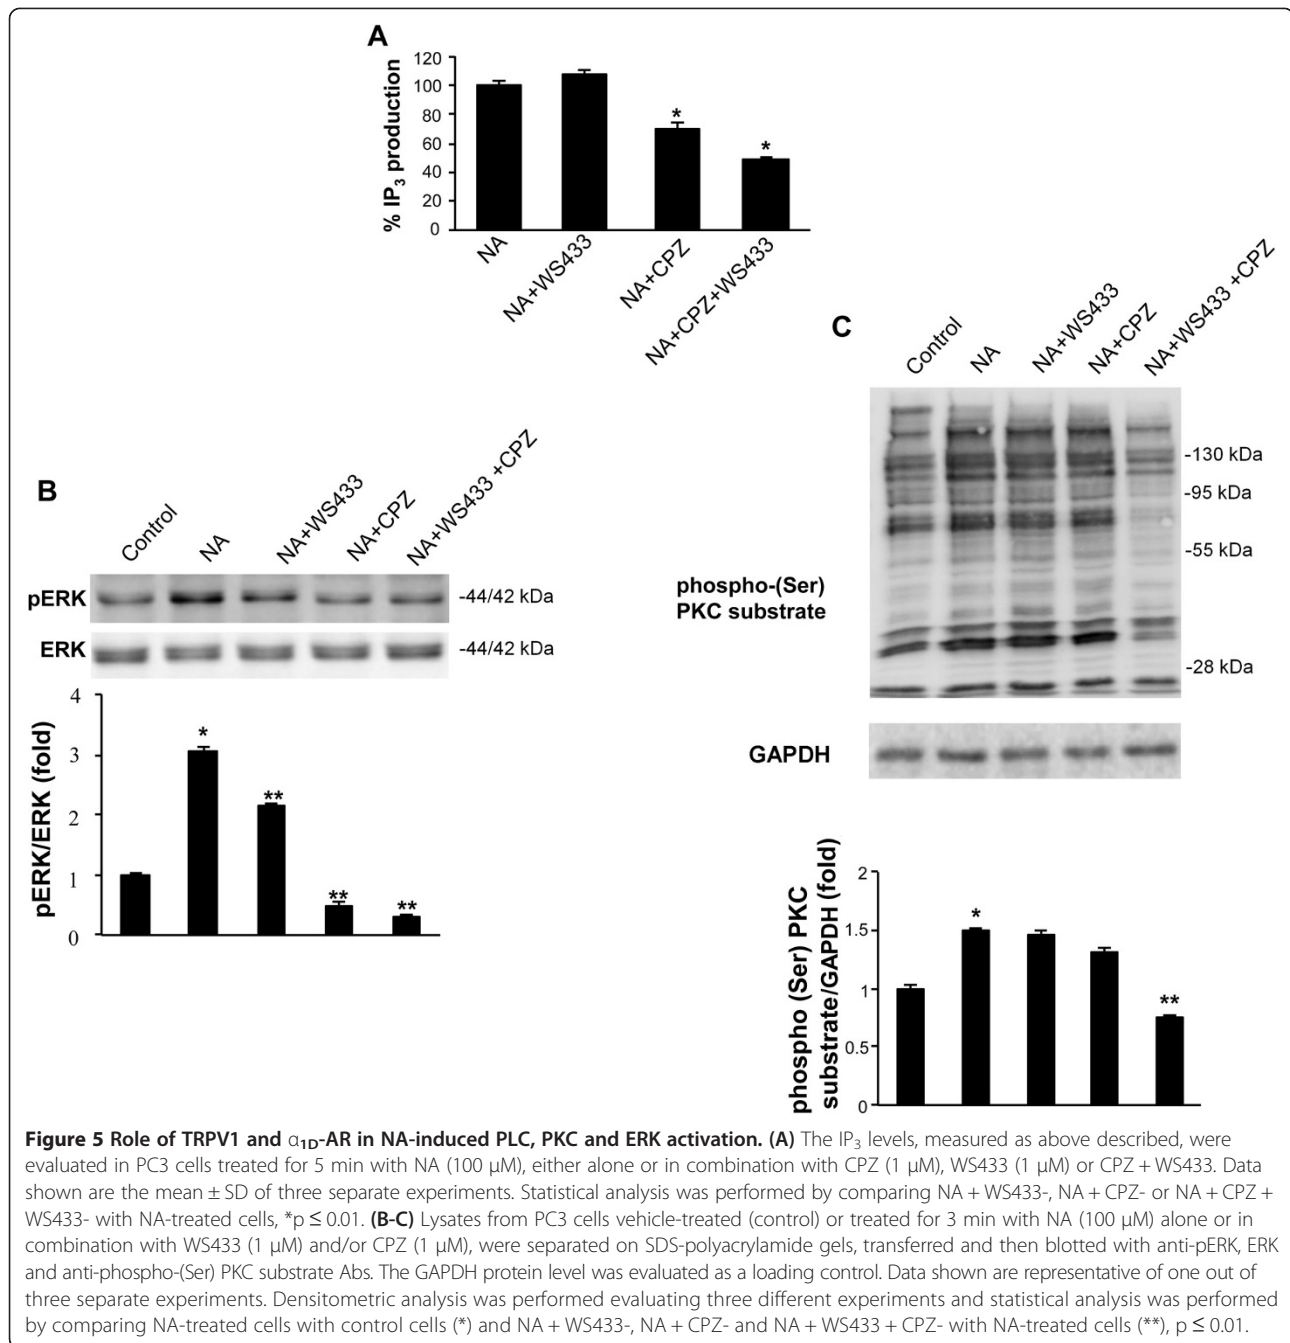 A
120
100
80
60
40
20
0
% IP3 production
*
*
NA
NA+WS433
NA+CPZ
NA+CPZ+WS433
B
Control
NA
NA+WS433
NA+CPZ
NA+WS433 +CPZ
pERK
-44/42 kDa
ERK
-44/42 kDa
4
3
2
1
0
pERK/ERK (fold)
*
**
**
**
C
Control
NA
NA+WS433
NA+CPZ
NA+WS433 +CPZ
-130 kDa
-95 kDa
-55 kDa
-28 kDa
phospho-(Ser)
PKC substrate
GAPDH
2
1.5
1
0.5
0
phospho (Ser) PKC
substrate/GAPDH (fold)
*
**
Figure 5 Role of TRPV1 and α1D-AR in NA-induced PLC, PKC and ERK activation. (A) The IP3 levels, measured as above described, were
evaluated in PC3 cells treated for 5 min with NA (100 μM), either alone or in combination with CPZ (1 μM), WS433 (1 μM) or CPZ + WS433. Data
shown are the mean ± SD of three separate experiments. Statistical analysis was performed by comparing NA + WS433-, NA + CPZ- or NA + CPZ +
WS433- with NA-treated cells, *p ≤ 0.01. (B-C) Lysates from PC3 cells vehicle-treated (control) or treated for 3 min with NA (100 μM) alone or in
combination with WS433 (1 μM) and/or CPZ (1 μM), were separated on SDS-polyacrylamide gels, transferred and then blotted with anti-pERK, ERK
and anti-phospho-(Ser) PKC substrate Abs. The GAPDH protein level was evaluated as a loading control. Data shown are representative of one out of
three separate experiments. Densitometric analysis was performed evaluating three different experiments and statistical analysis was performed
by comparing NA-treated cells with control cells (*) and NA + WS433-, NA + CPZ- and NA + WS433 + CPZ- with NA-treated cells (**), p ≤ 0.01.